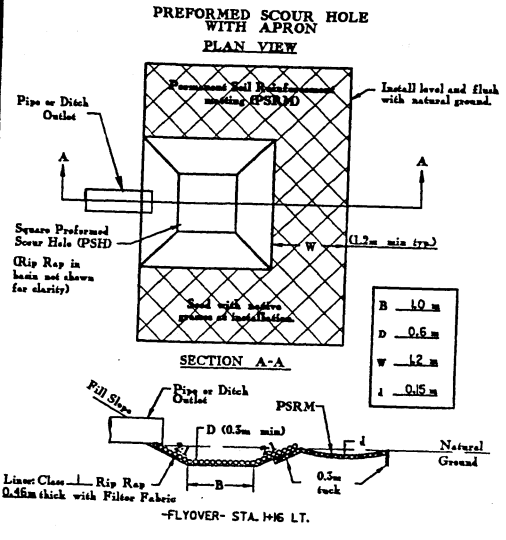 PREFORMED SCOUR HOLE
WITH APRON
PLAN VIEW
Permanent Soil Reinforcement
matting (PSRM)
Install level and flush
with natural ground.
Pipe or Ditch
Outlet
A
A
Square Preformed
Scour Hole (PSH)
(Rip Rap in
basin not shown
for clarity)
W
(1.2m min typ.)
Seed with native
grasses at installation.
B 1.0 m
D 0.6 m
W 1.2 m
d 0.15 m
SECTION A-A
Fill Slope
Pipe or Ditch
Outlet
D (0.3m min)
PSRM
d
Natural
Ground
Liner: Class I Rip Rap
0.46m thick with Filter Fabric
B
0.3m
tuck
-FLYOVER- STA. 1+16 LT.